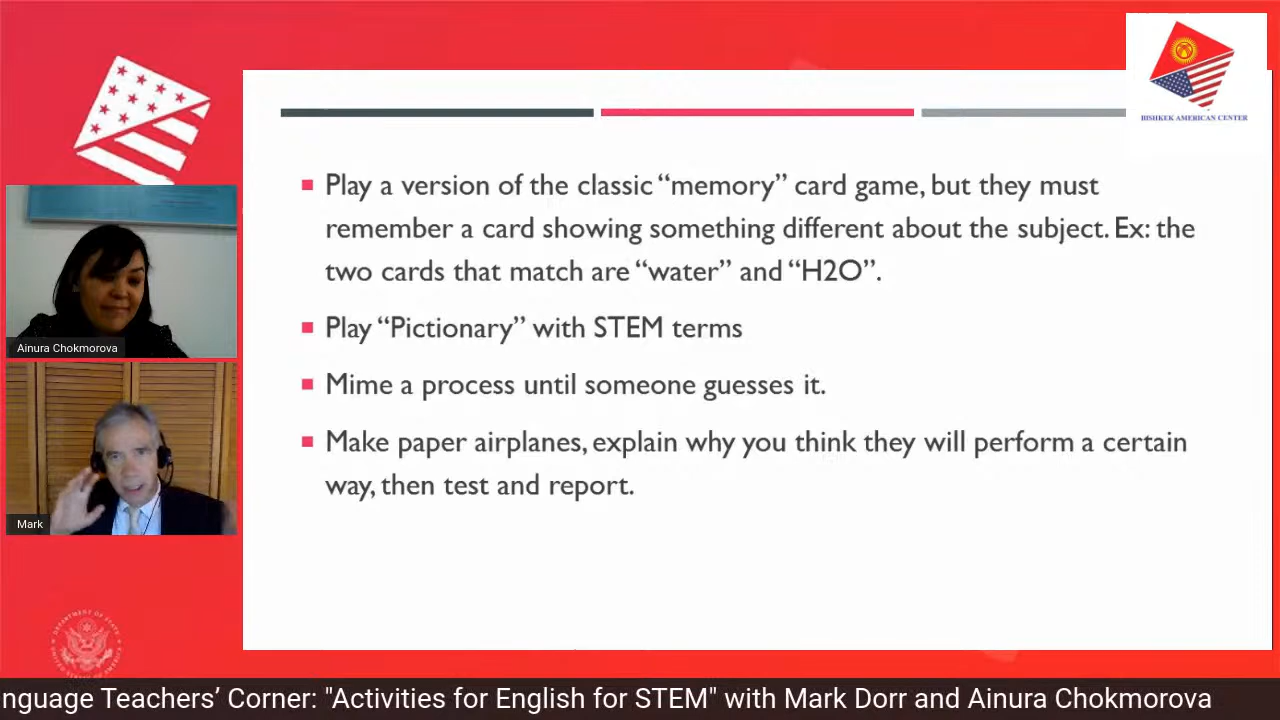 BISHKEK AMERICAN CENTER
Play a version of the classic “memory” card game, but they must
remember a card showing something different about the subject. Ex: the
two cards that match are “water” and “H2O”.
Play “Pictionary” with STEM terms
Mime a process until someone guesses it.
Make paper airplanes, explain why you think they will perform a certain
way, then test and report.
Ainura Chokmorova
Mark
nguage Teachers’ Corner: "Activities for English for STEM" with Mark Dorr and Ainura Chokmorova